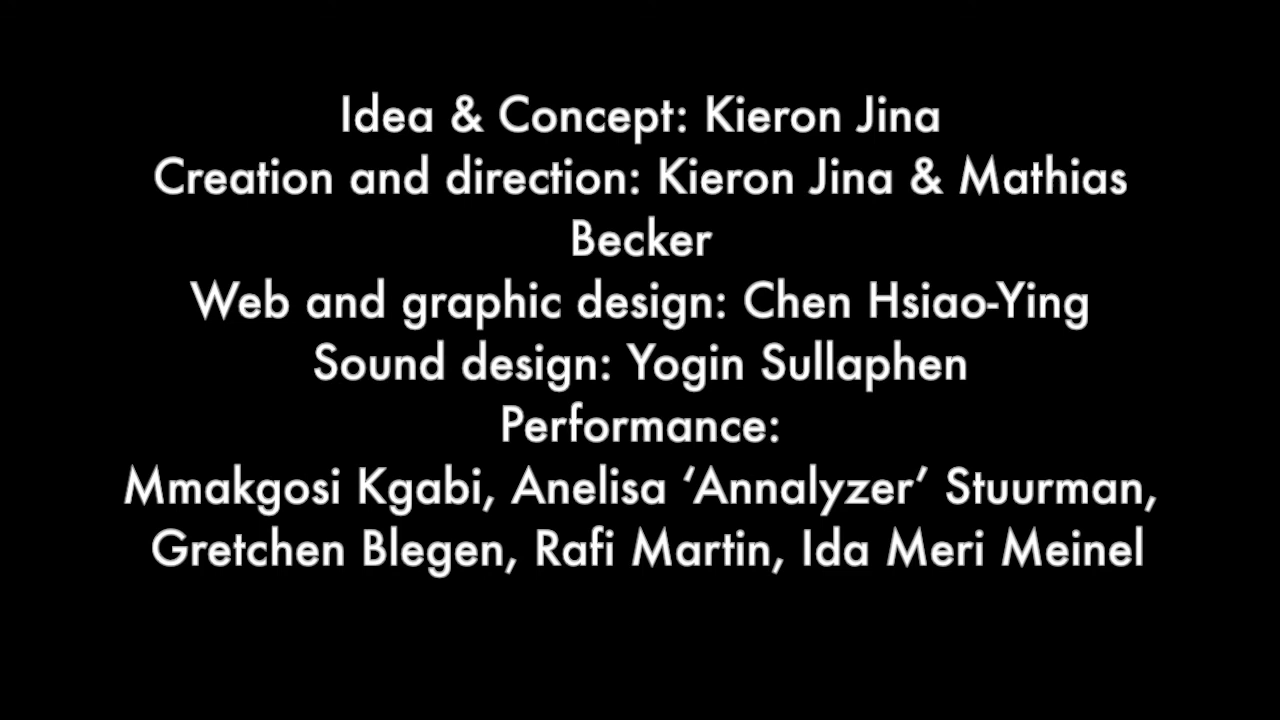 Idea & Concept: Kieron Jina
Creation and direction: Kieron Jina & Mathias
Becker
Web and graphic design: Chen Hsiao-Ying
Sound design: Yogin Sullaphen
Performance:
Mmakgosi Kgabi, Anelisa ‘Annalyzer’ Stuurman,
Gretchen Blegen, Rafi Martin, Ida Meri Meinel